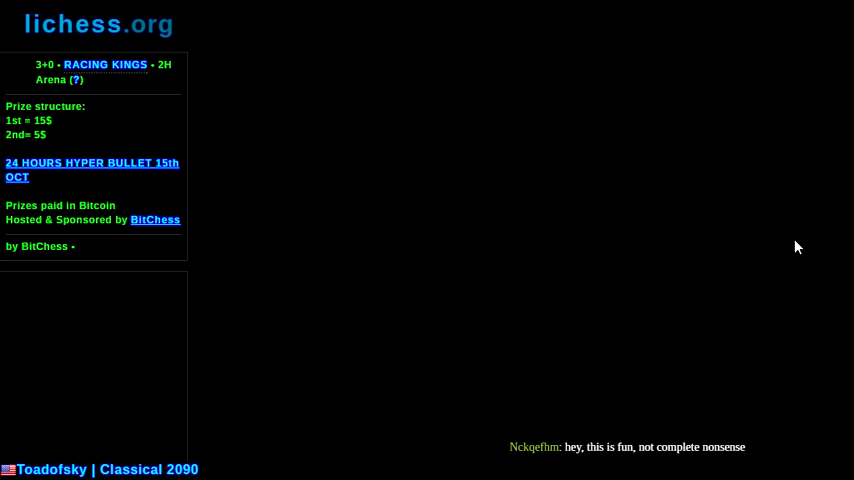 lichess.org
3+0 • RACING KINGS • 2H
Arena (?)
Prize structure:
1st = 15$
2nd= 5$
24 HOURS HYPER BULLET 15th
OCT
Prizes paid in Bitcoin
Hosted & Sponsored by BitChess
by BitChess •
Nckqefhm: hey, this is fun, not complete nonsense
Toadofsky | Classical 2090